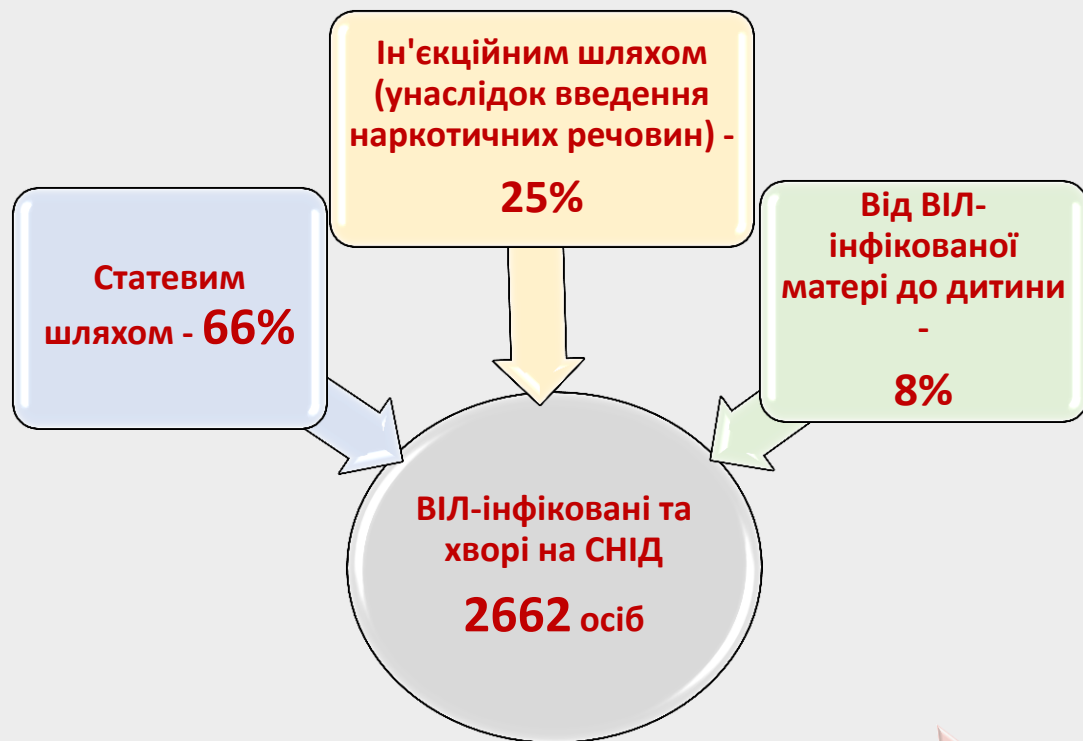 Ін'єкційним шляхом
(унаслідок введення
наркотичних речовин) -
25%
Статевим
шляхом - 66%
Від ВІЛ-
інфікованої
матері до дитини
-
8%
ВІЛ-інфіковані та
хворі на СНІД
2662 осіб